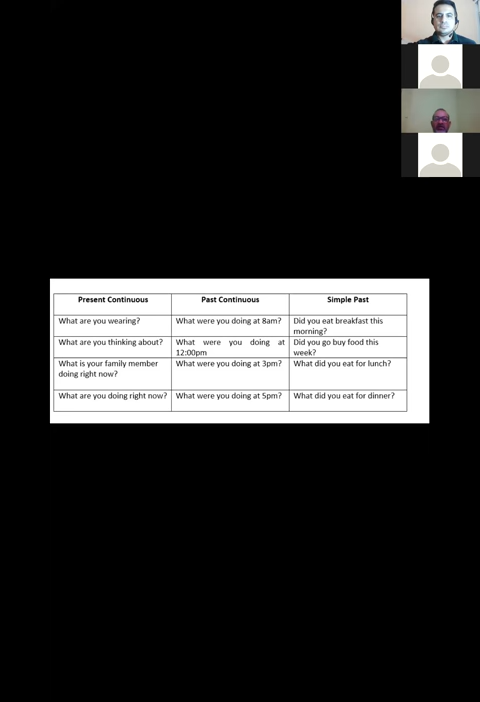 Present Continuous
Past Continuous
Simple Past
What are you wearing?
What were you doing at 8am?
Did you eat breakfast this
morning?
What are you thinking about?
What were you doing at
12:00pm
Did you go buy food this
week?
What is your family member
doing right now?
What were you doing at 3pm?
What did you eat for lunch?
What are you doing right now?
What were you doing at 5pm?
What did you eat for dinner?